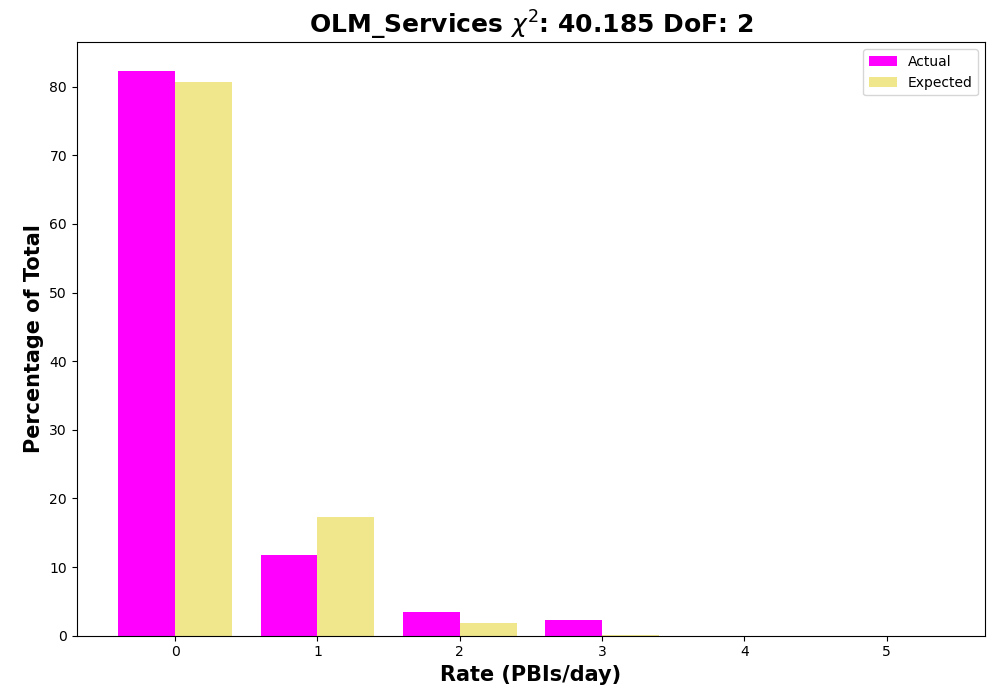 OLM_Services χ²: 40.185 DoF: 2
Actual
Expected
Percentage of Total
80
70
60
50
40
30
20
10
0
0 1 2 3 4 5
Rate (PBIs/day)